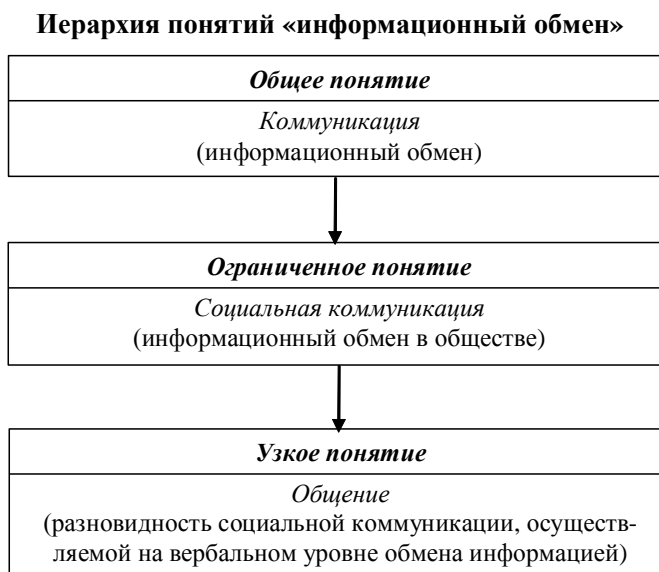 Иерархия понятий «информационный обмен»
Общее понятие
Коммуникация
(информационный обмен)
Ограниченное понятие
Социальная коммуникация
(информационный обмен в обществе)
Узкое понятие
Общение
(разновидность социальной коммуникации, осуществ-
ляемой на вербальном уровне обмена информацией)